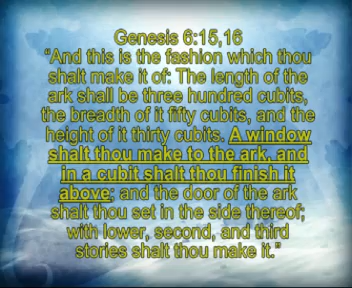 Genesis 6:15,16
"And this is the fashion which thou
shalt make it of: The length of the
ark shall be three hundred cubits,
the breadth of it fifty cubits, and the
height of it thirty cubits. A window
shalt thou make to the ark, and
in a cubit shalt thou finish it
above; and the door of the ark
shalt thou set in the side thereof;
with lower, second, and third
stories shalt thou make it."